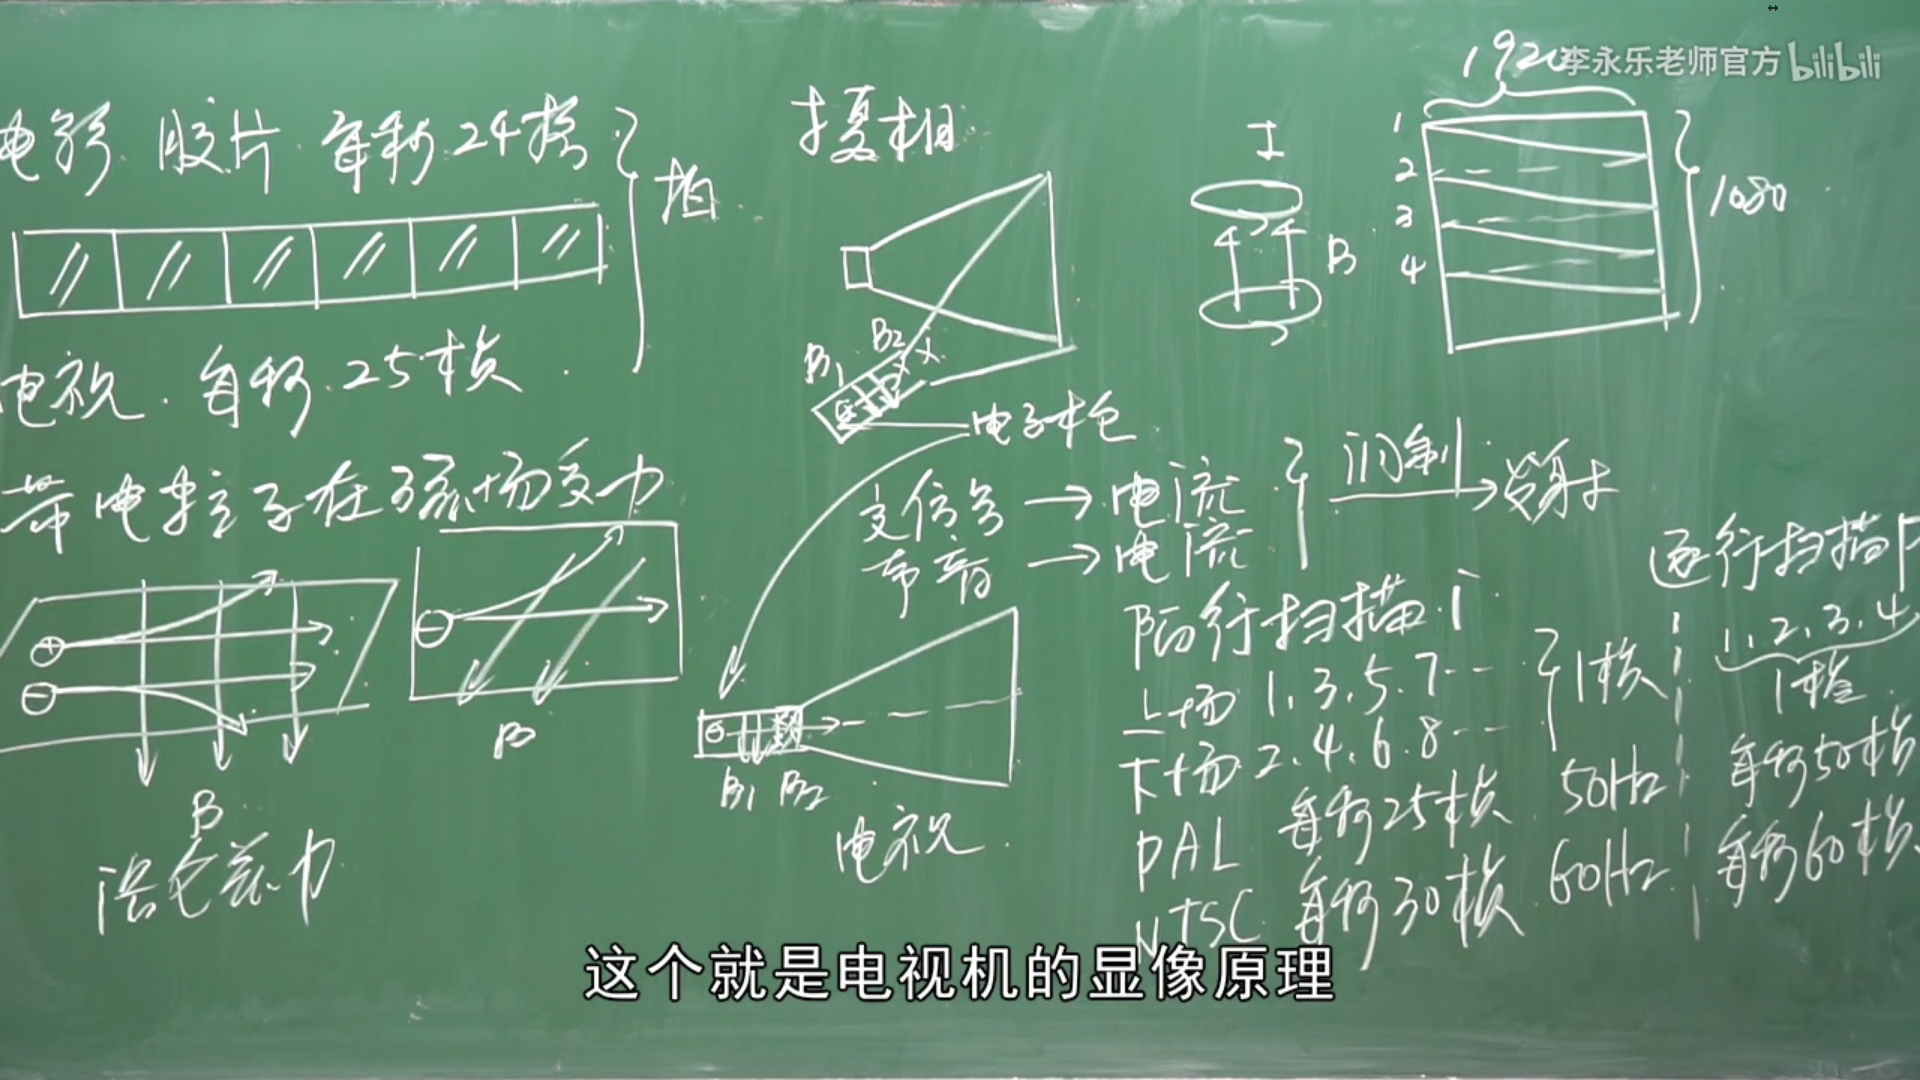 电影 胶片 每秒24格
拍
电视 每秒25帧
带电粒子在磁场受力
B
B
洛仑兹力
摄相
B1 B2
电子枪
B1 B2
电视
I
B
1920
1
2
3
4
1080
李永乐老师官方 bilibili
→ 电流
声音 → 电流
调制
发射
隔行扫描 i
上场 1.3.5.7…
下场 2.4.6.8…
1帧
PAL 每秒25帧 50Hz
NTSC 每秒30帧 60Hz
逐行扫描P
1.2.3.4
1帧
每秒50帧
每秒60帧
这个就是电视机的显像原理